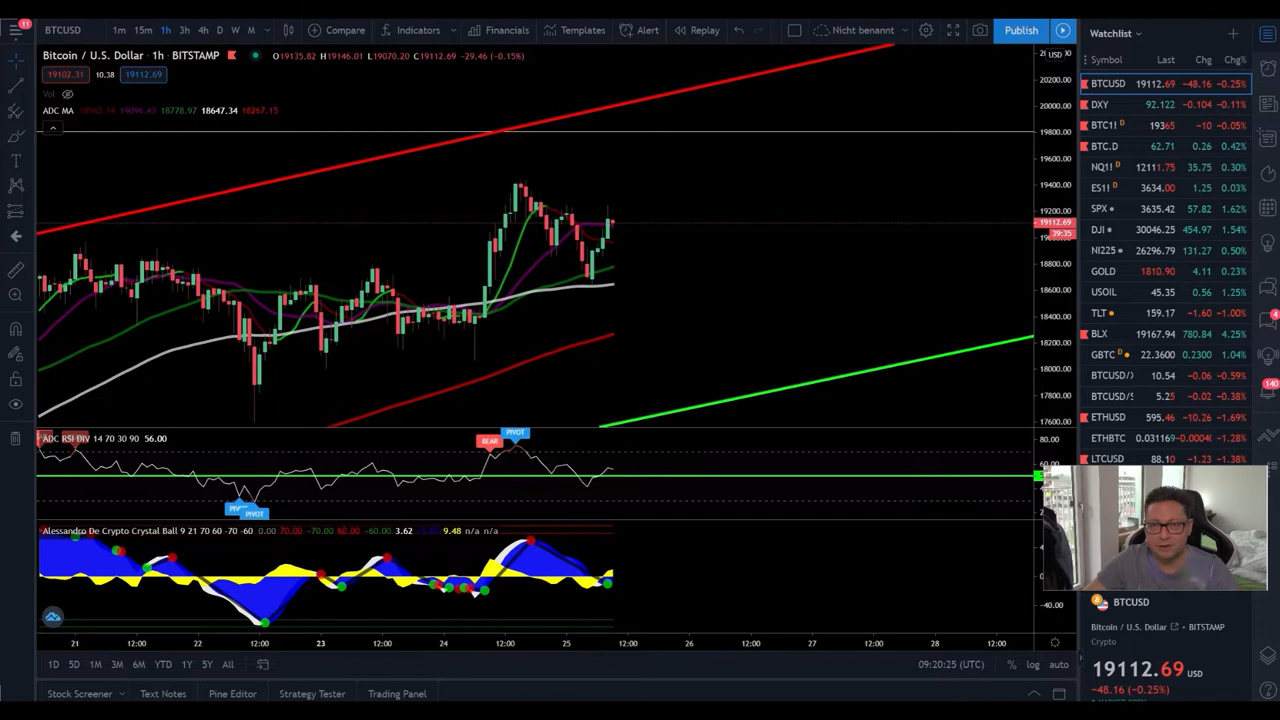 11
BTCUSD 1m 15m 1h 3h 4h D W M Compare Indicators Financials Templates Alert Replay Nicht benannt Publish
Watchlist
Bitcoin / U.S. Dollar · 1h · BITSTAMP O19135.82 H19146.01 L19070.20 C19112.69 −29.46 (−0.15%)
USD
19102.31 10.38 19112.69
Vol
ADC MA 19096.43 18778.97 18647.34 18267.15
20200.00
20000.00
19800.00
19600.00
19400.00
19200.00
19112.69
39:35
18800.00
18600.00
18400.00
18200.00
18000.00
17800.00
17600.00
Symbol Last Chg Chg%
BTCUSD 19112.69 −48.16 −0.25%
DXY 92.122 −0.104 −0.11%
BTC1! D 19365 −10 −0.05%
BTC.D 62.71 0.26 0.42%
NQ1! D 12111.75 35.75 0.30%
ES1! D 3634.00 1.25 0.03%
SPX 3635.42 57.82 1.62%
DJI 30046.25 454.97 1.54%
NI225 26296.79 131.27 0.50%
GOLD 1810.90 4.11 0.23%
USOIL 45.35 0.56 1.25%
TLT 159.17 −1.60 −1.00%
4
BLX 19167.94 780.84 4.25%
GBTC D 22.3600 0.2300 1.04%
BTCUSD/ 10.54 −0.06 −0.59%
140
BTCUSD/S 5.25 −0.02 −0.38%
ETHUSD 595.46 −10.26 −1.69%
ETHBTC 0.031169 −1.28%
LTCUSD 88.10 −1.23 −1.38%
ADC RSI DIV 14 70 30 90 56.00
BEAR
PIVOT
PIVOT
80.00
Alessandro De Crypto Crystal Ball 9 21 70 60 -70 -60 0.00 70.00 −70.00 60.00 −60.00 3.62 9.48 n/a n/a
−40.00
21 12:00 22 12:00 23 12:00 24 12:00 25 12:00 26 12:00 27 12:00 28 12:00
1D 5D 1M 3M 6M YTD 1Y 5Y All 09:20:25 (UTC) % log auto
Stock Screener Text Notes Pine Editor Strategy Tester Trading Panel
BTCUSD
Bitcoin / U.S. Dollar • BITSTAMP
Crypto
19112.69 USD
−48.16 (−0.25%)